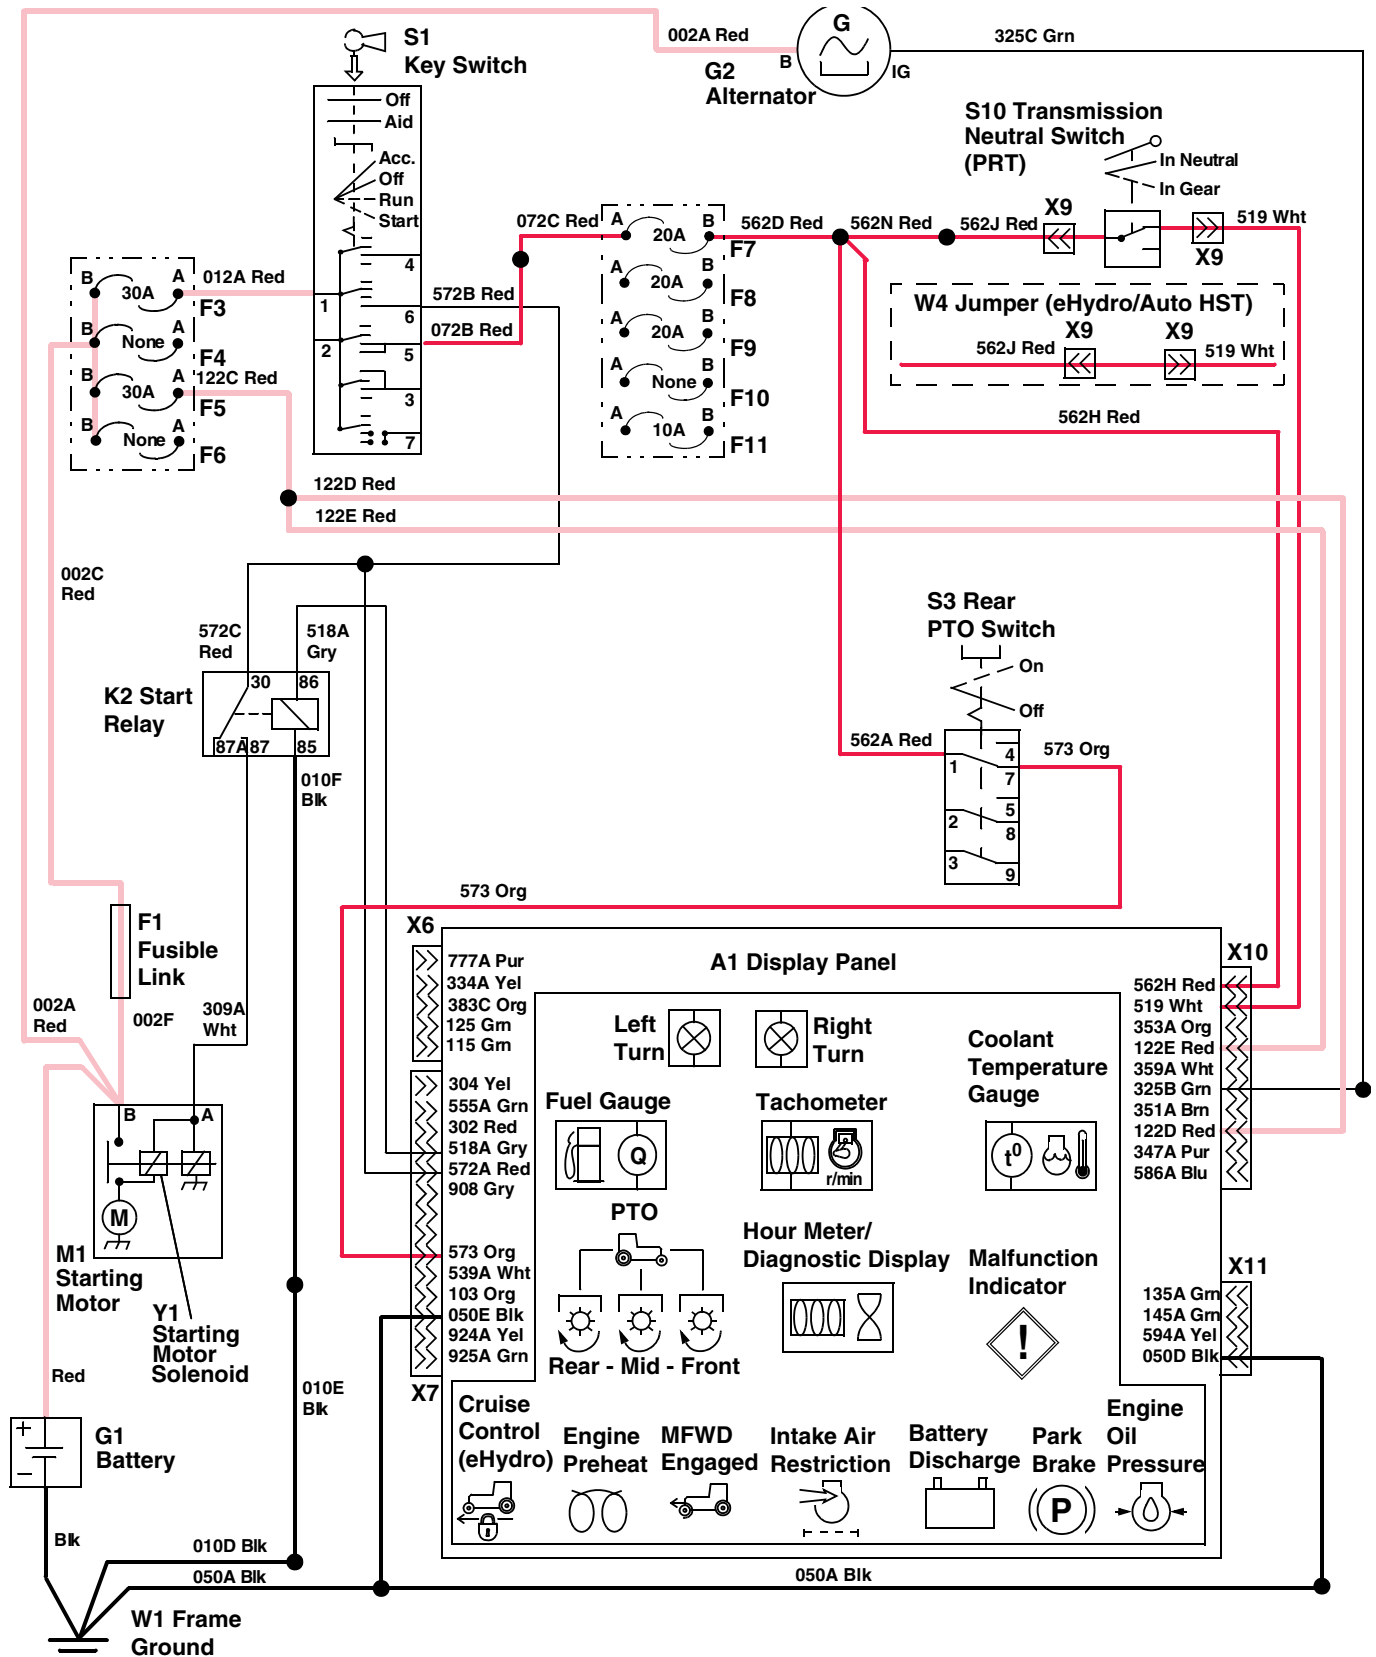 002A Red
G
B
IG
325C Grn
G2
Alternator
S1
Key Switch
Off
Aid
Acc.
Off
Run
Start
1
2
4
6
5
3
7
S10 Transmission
Neutral Switch
(PRT)
In Neutral
In Gear
X9
X9
519 Wht
072C Red
A
20A
B
F7
562D Red
562N Red
562J Red
A
20A
B
F8
A
20A
B
F9
A
None
B
F10
A
10A
B
F11
B
30A
A
F3
012A Red
B
None
A
F4
B
30A
A
F5
122C Red
B
None
A
F6
572B Red
072B Red
W4 Jumper (eHydro/Auto HST)
X9
X9
562J Red
519 Wht
562H Red
122D Red
122E Red
002C
Red
572C
Red
518A
Gry
K2 Start
Relay
30
86
87A
87
85
010F
Blk
S3 Rear
PTO Switch
On
Off
562A Red
573 Org
1
4
7
2
5
8
3
9
573 Org
F1
Fusible
Link
002A
Red
002F
309A
Wht
B
A
M
M1
Starting
Motor
Y1
Starting
Motor
Solenoid
Red
010E
Blk
+
−
G1
Battery
Blk
010D Blk
050A Blk
050A Blk
W1 Frame
Ground
X6
777A Pur
334A Yel
383C Org
125 Grn
115 Grn
304 Yel
555A Grn
302 Red
518A Gry
572A Red
908 Gry
573 Org
539A Wht
103 Org
050E Blk
924A Yel
925A Grn
X7
A1 Display Panel
X10
562H Red
519 Wht
353A Org
122E Red
359A Wht
325B Grn
351A Brn
122D Red
347A Pur
586A Blu
X11
135A Grn
145A Grn
594A Yel
050D Blk
Left
Turn
Right
Turn
Coolant
Temperature
Gauge
t0
Fuel Gauge
Q
Tachometer
r/min
PTO
Rear - Mid - Front
Hour Meter/
Diagnostic Display
Malfunction
Indicator
!
Cruise
Control
(eHydro)
Engine
Preheat
MFWD
Engaged
Intake Air
Restriction
Battery
Discharge
Park
Brake
P
Engine
Oil
Pressure